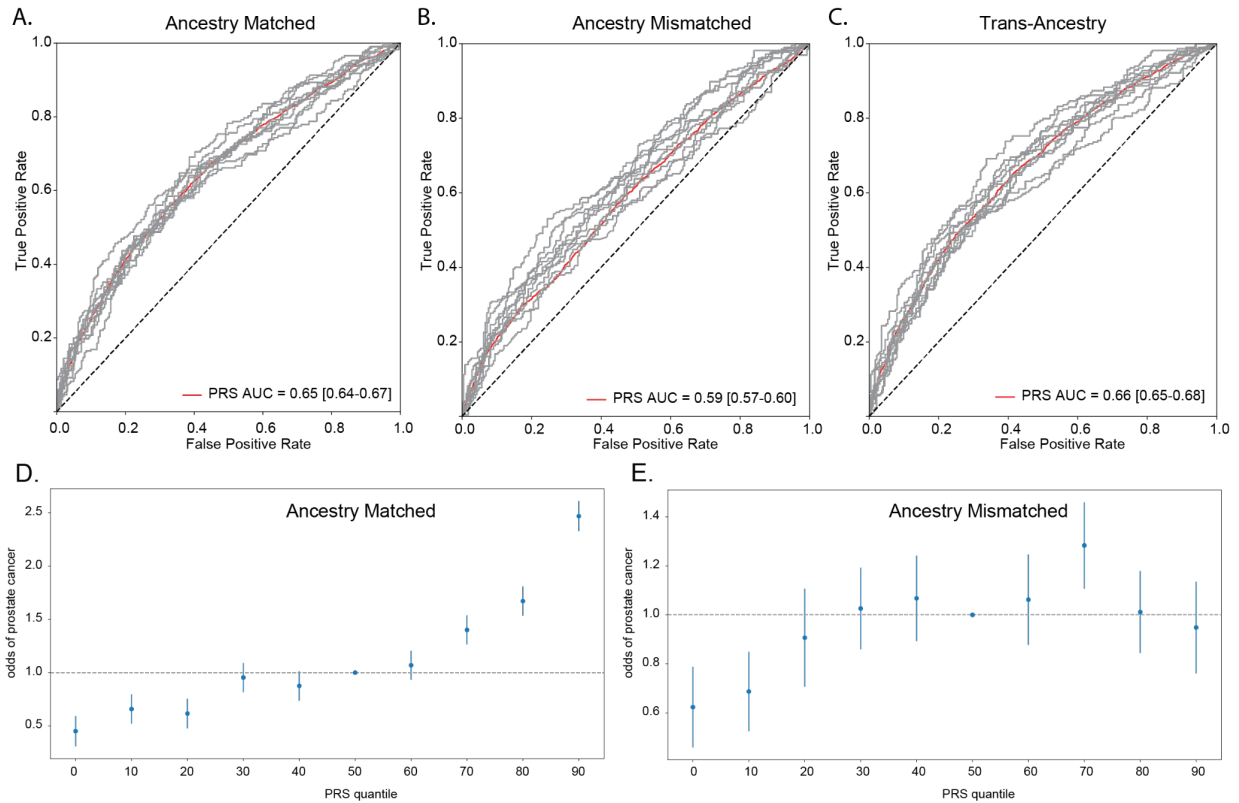 A.
Ancestry Matched
1.0
0.8
0.6
0.4
0.2
0.0
0.2
0.4
0.6
0.8
1.0
True Positive Rate
False Positive Rate
PRS AUC = 0.65 [0.64-0.67]
B.
Ancestry Mismatched
1.0
0.8
0.6
0.4
0.2
0.0
0.2
0.4
0.6
0.8
1.0
True Positive Rate
False Positive Rate
PRS AUC = 0.59 [0.57-0.60]
C.
Trans-Ancestry
1.0
0.8
0.6
0.4
0.2
0.0
0.2
0.4
0.6
0.8
1.0
True Positive Rate
False Positive Rate
PRS AUC = 0.66 [0.65-0.68]
D.
Ancestry Matched
2.5
2.0
1.5
1.0
0.5
odds of prostate cancer
0
10
20
30
40
50
60
70
80
90
PRS quantile
E.
Ancestry Mismatched
1.4
1.2
1.0
0.8
0.6
odds of prostate cancer
0
10
20
30
40
50
60
70
80
90
PRS quantile